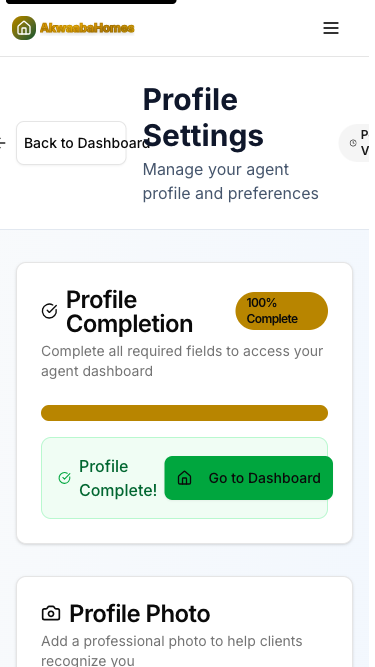 AkwaabaHomes
Back to Dashboard
Profile
Settings
Manage your agent
profile and preferences
Profile
Completion
100%
Complete
Complete all required fields to access your
agent dashboard
Profile
Complete!
Go to Dashboard
Profile Photo
Add a professional photo to help clients
recognize you